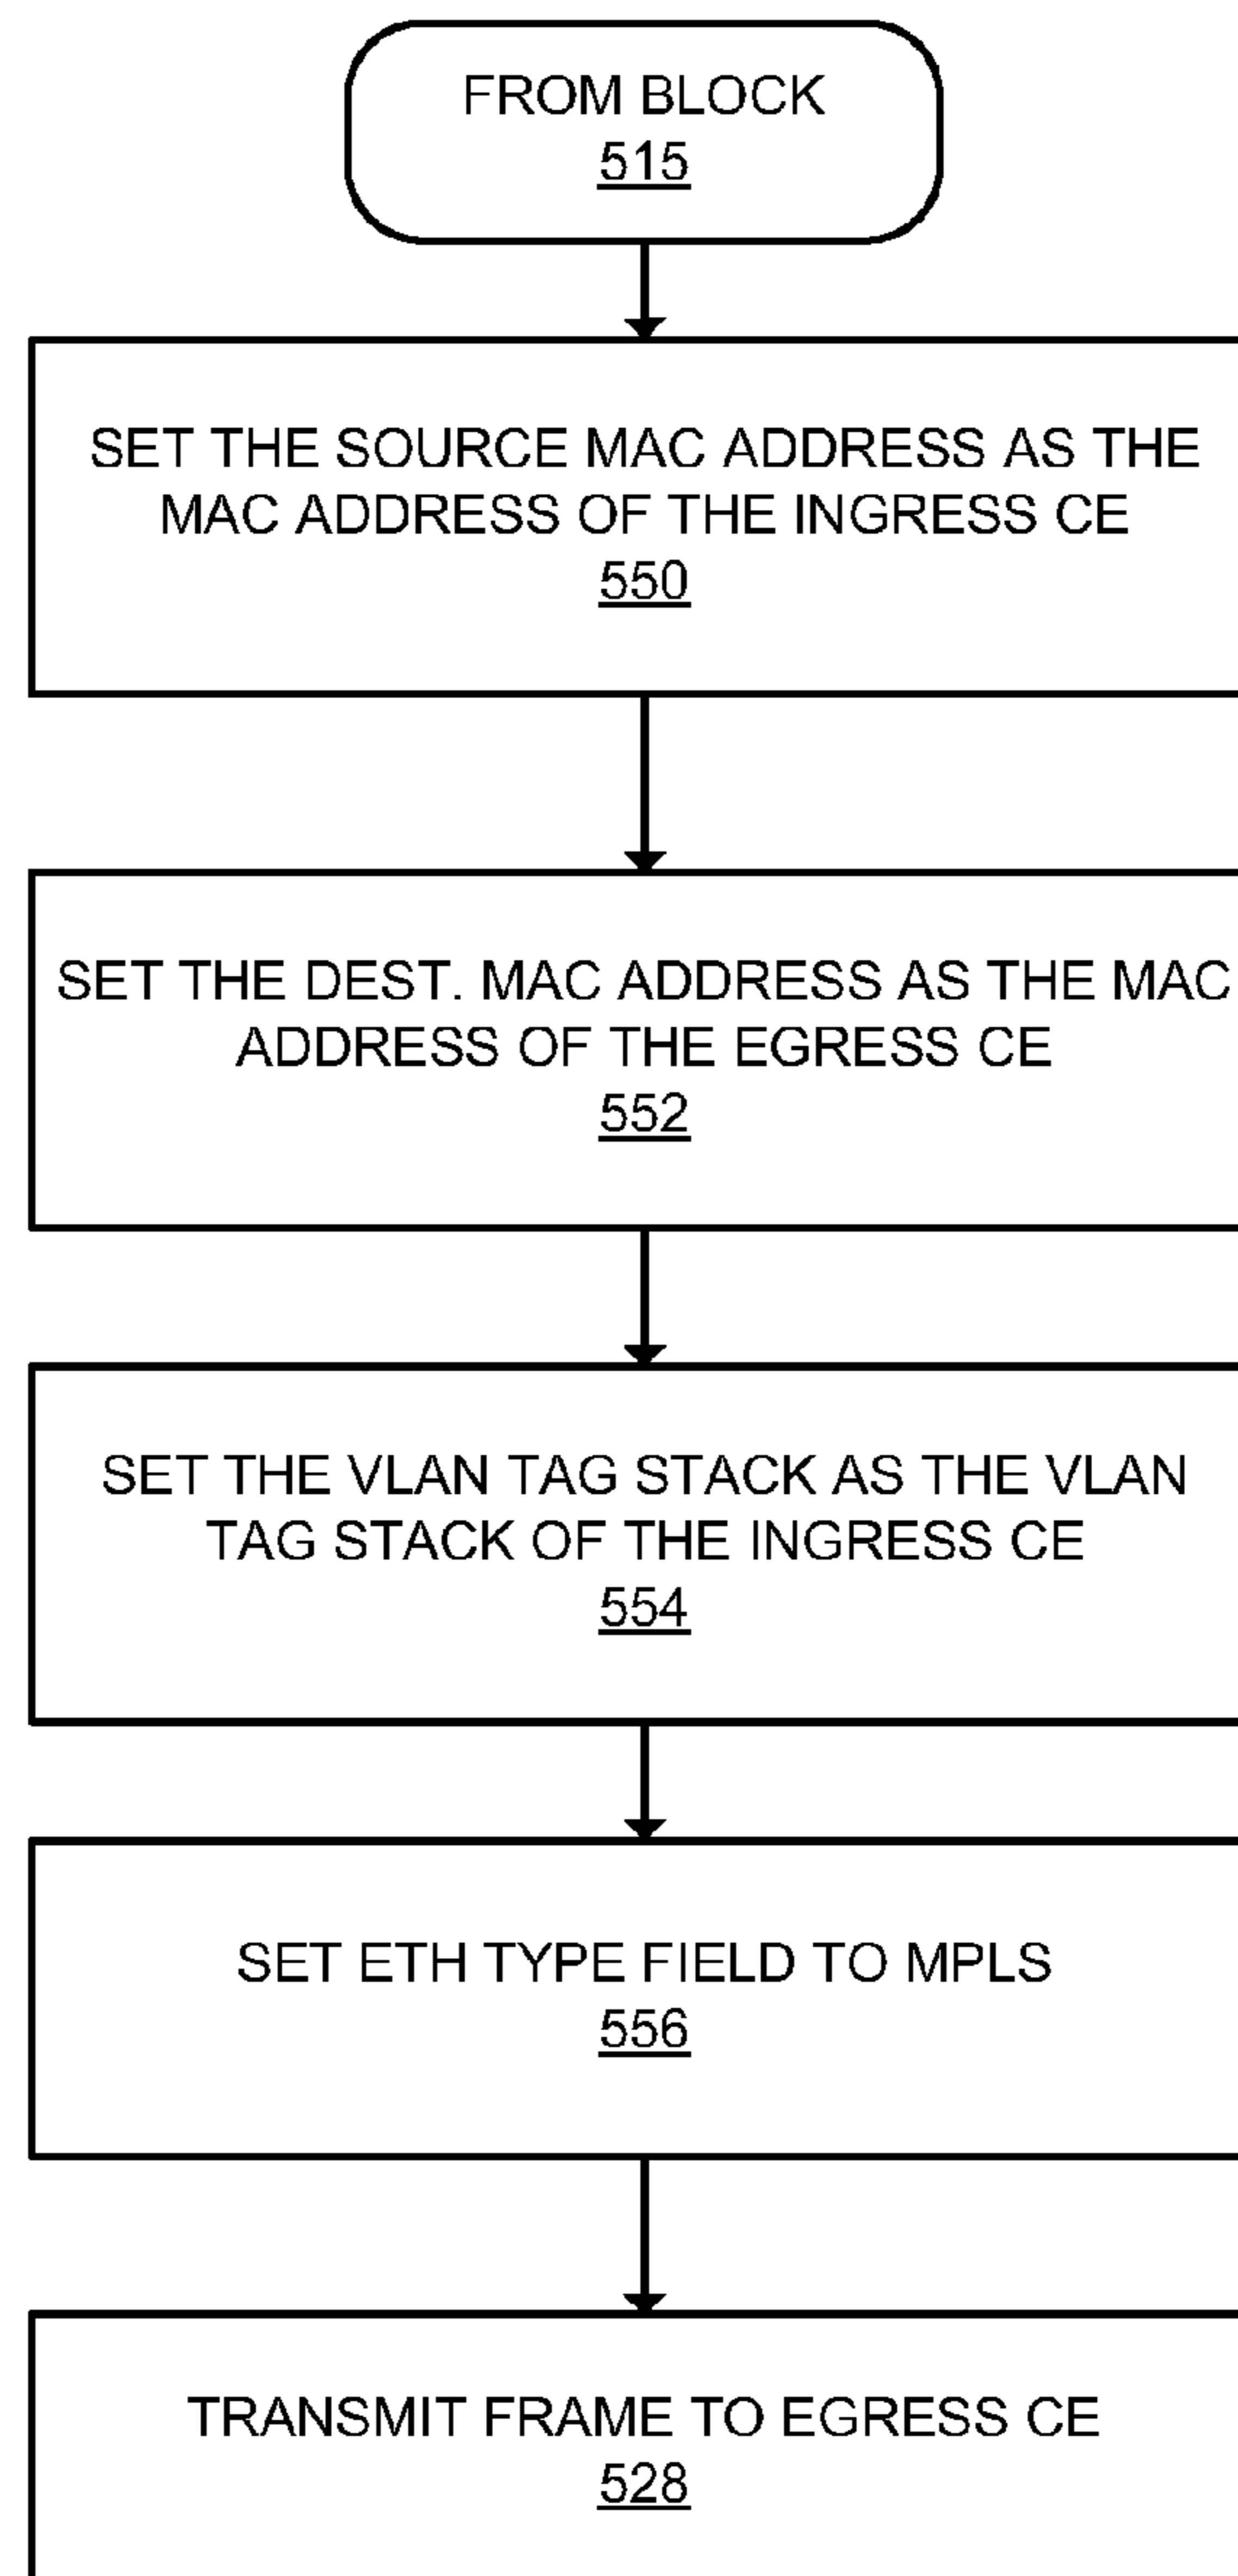 FROM BLOCK
515
SET THE SOURCE MAC ADDRESS AS THE
MAC ADDRESS OF THE INGRESS CE
550
SET THE DEST. MAC ADDRESS AS THE MAC
ADDRESS OF THE EGRESS CE
552
SET THE VLAN TAG STACK AS THE VLAN
TAG STACK OF THE INGRESS CE
554
SET ETH TYPE FIELD TO MPLS
556
TRANSMIT FRAME TO EGRESS CE
528